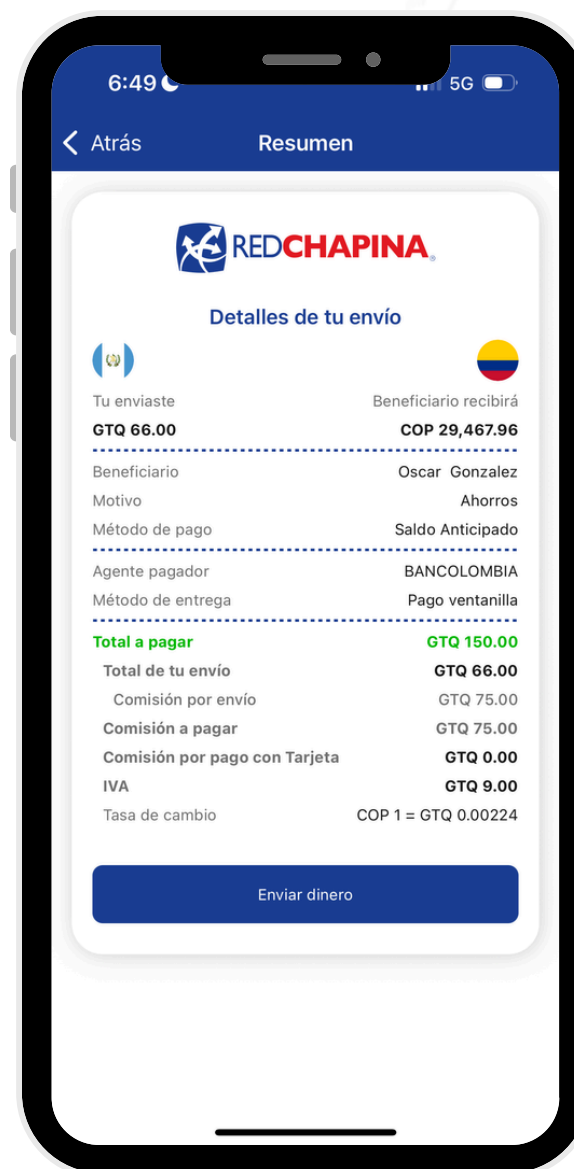 6:49
5G
Atrás
Resumen
REDCHAPINA®
Detalles de tu envío
Tu enviaste Beneficiario recibirá
GTQ 66.00 COP 29,467.96
Beneficiario Oscar Gonzalez
Motivo Ahorros
Método de pago Saldo Anticipado
Agente pagador BANCOLOMBIA
Método de entrega Pago ventanilla
Total a pagar GTQ 150.00
Total de tu envío GTQ 66.00
Comisión por envío GTQ 75.00
Comisión a pagar GTQ 75.00
Comisión por pago con Tarjeta GTQ 0.00
IVA GTQ 9.00
Tasa de cambio COP 1 = GTQ 0.00224
Enviar dinero